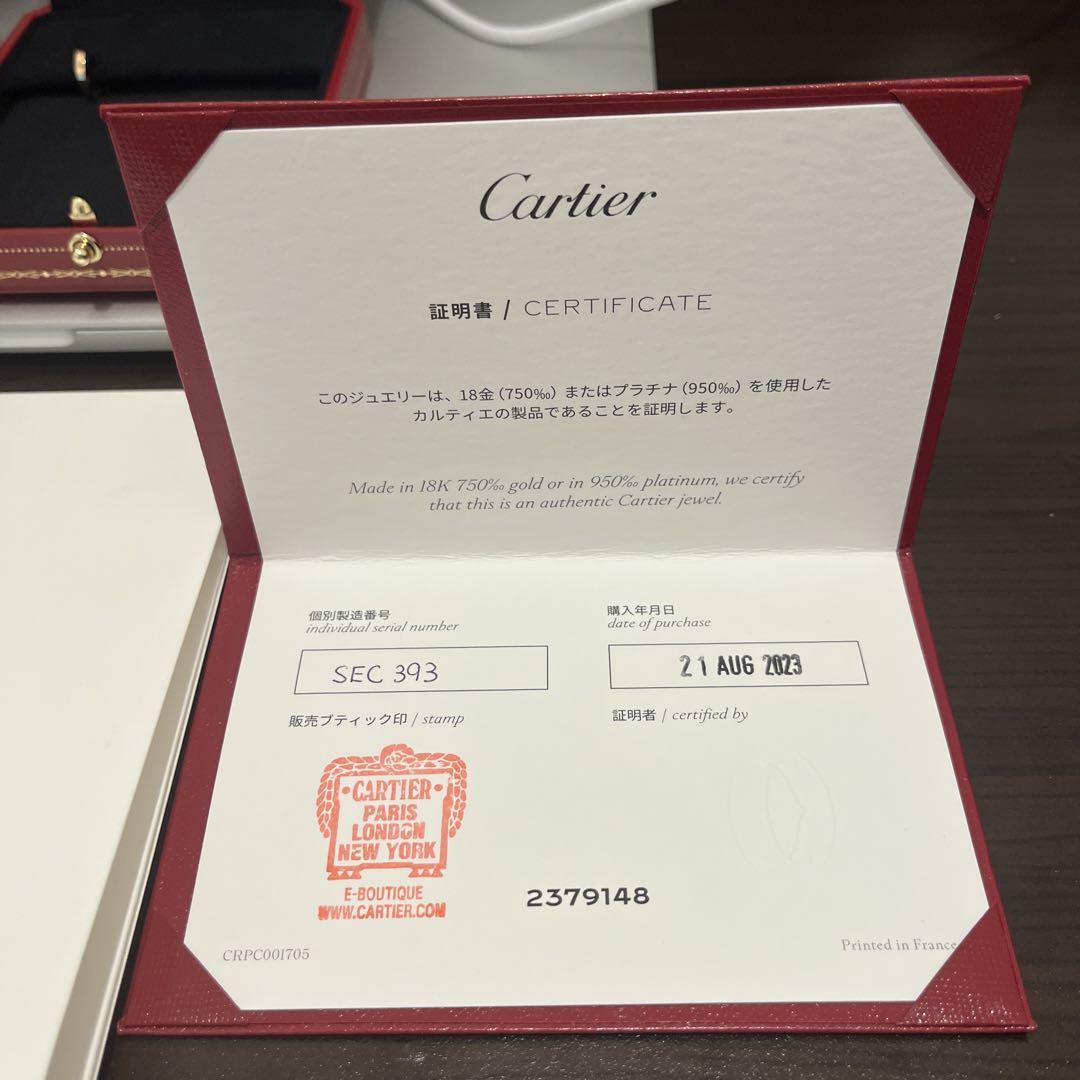 Cartier
証明書 / CERTIFICATE
このジュエリーは、18金(750‰)またはプラチナ(950‰)を使用した
カルティエの製品であることを証明します。
Made in 18K 750‰ gold or in 950‰ platinum, we certify
that this is an authentic Cartier jewel.
個別製造番号
individual serial number
SEC 393
購入年月日
date of purchase
21 AUG 2023
販売ブティック印 / stamp
証明者 / certified by
CARTIER
PARIS
LONDON
NEW YORK
E-BOUTIQUE
WWW.CARTIER.COM
2379148
CRPC001705
Printed in France